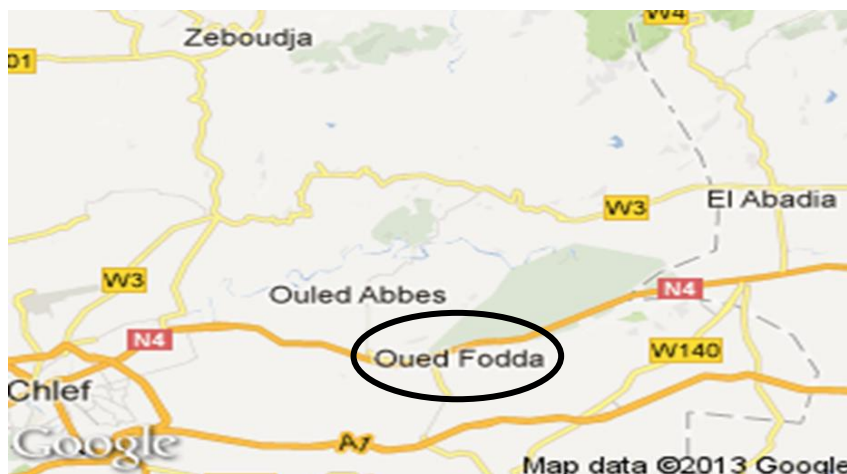 W4
Zeboudja
01
El Abadia
W3
W3
Ouled Abbes
N4
N4
Oued Fodda
W140
Chlef
A1
Google
Map data ©2013 Google